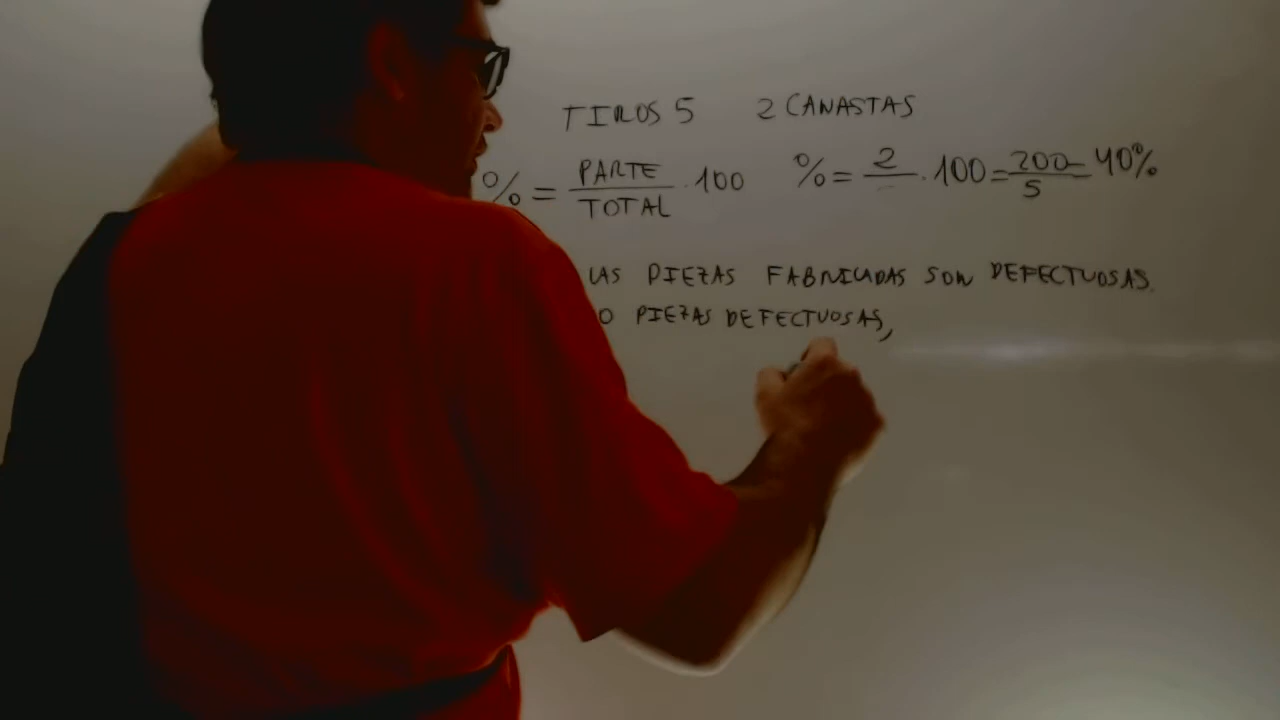 TIROS 5 2 CANASTAS
% = PARTE / TOTAL · 100 % = 2 / · 100 = 200 / 5 = 40%
LAS PIEZAS FABRICADAS SON DEFECTUOSAS.
0 PIEZAS DEFECTUOSAS,